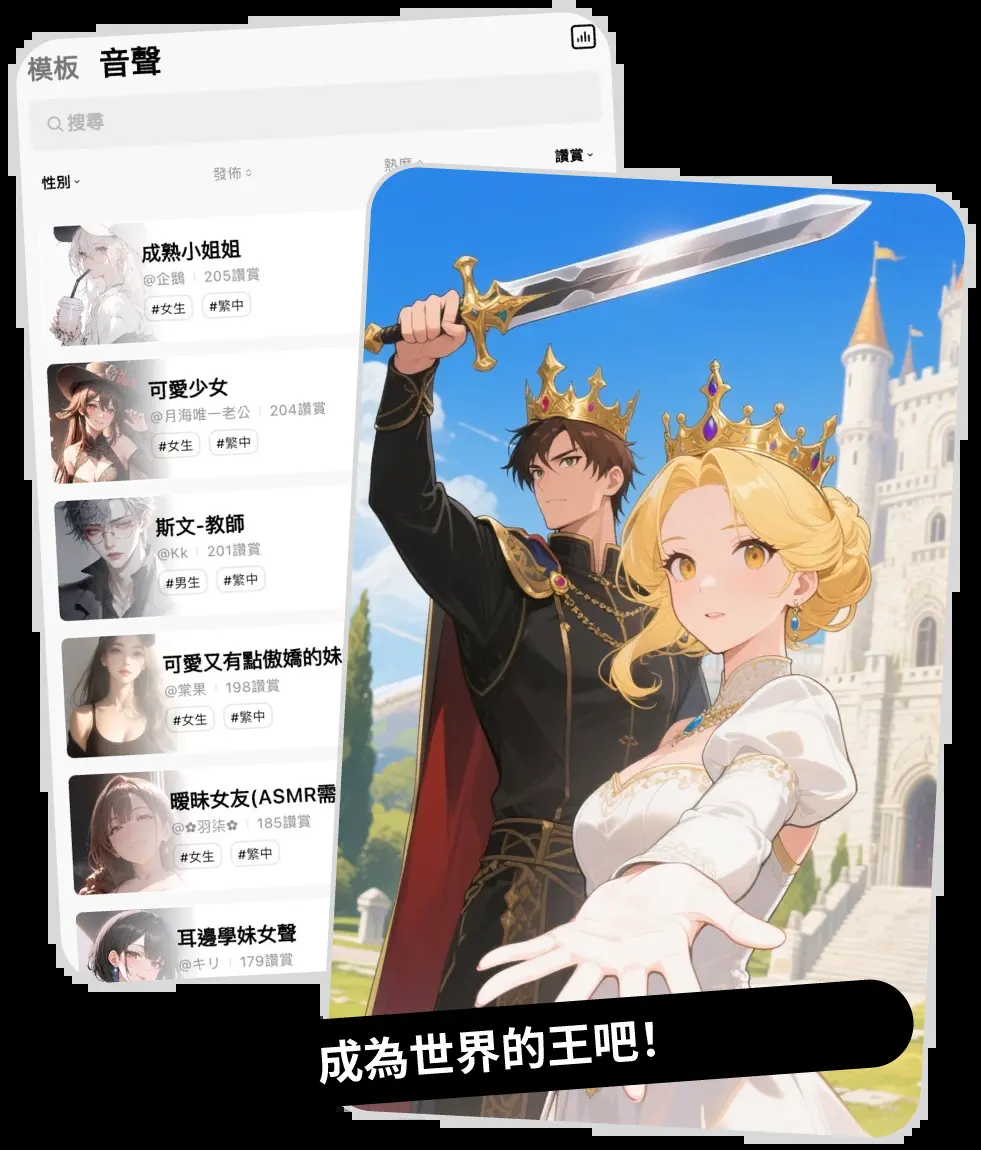 模板 音聲
搜尋
性別 發佈 熱度 讚賞
成熟小姐姐
@企鵝 205讚賞
#女生 #繁中
可愛少女
@月海唯一老公 204讚賞
#女生 #繁中
斯文-教師
@Kk 201讚賞
#男生 #繁中
可愛又有點傲嬌的妹
@棠果 198讚賞
#女生 #繁中
曖昧女友(ASMR需
@✿羽柒✿ 185讚賞
#女生 #繁中
耳邊學妹女聲
@キリ 179讚賞
成為世界的王吧!